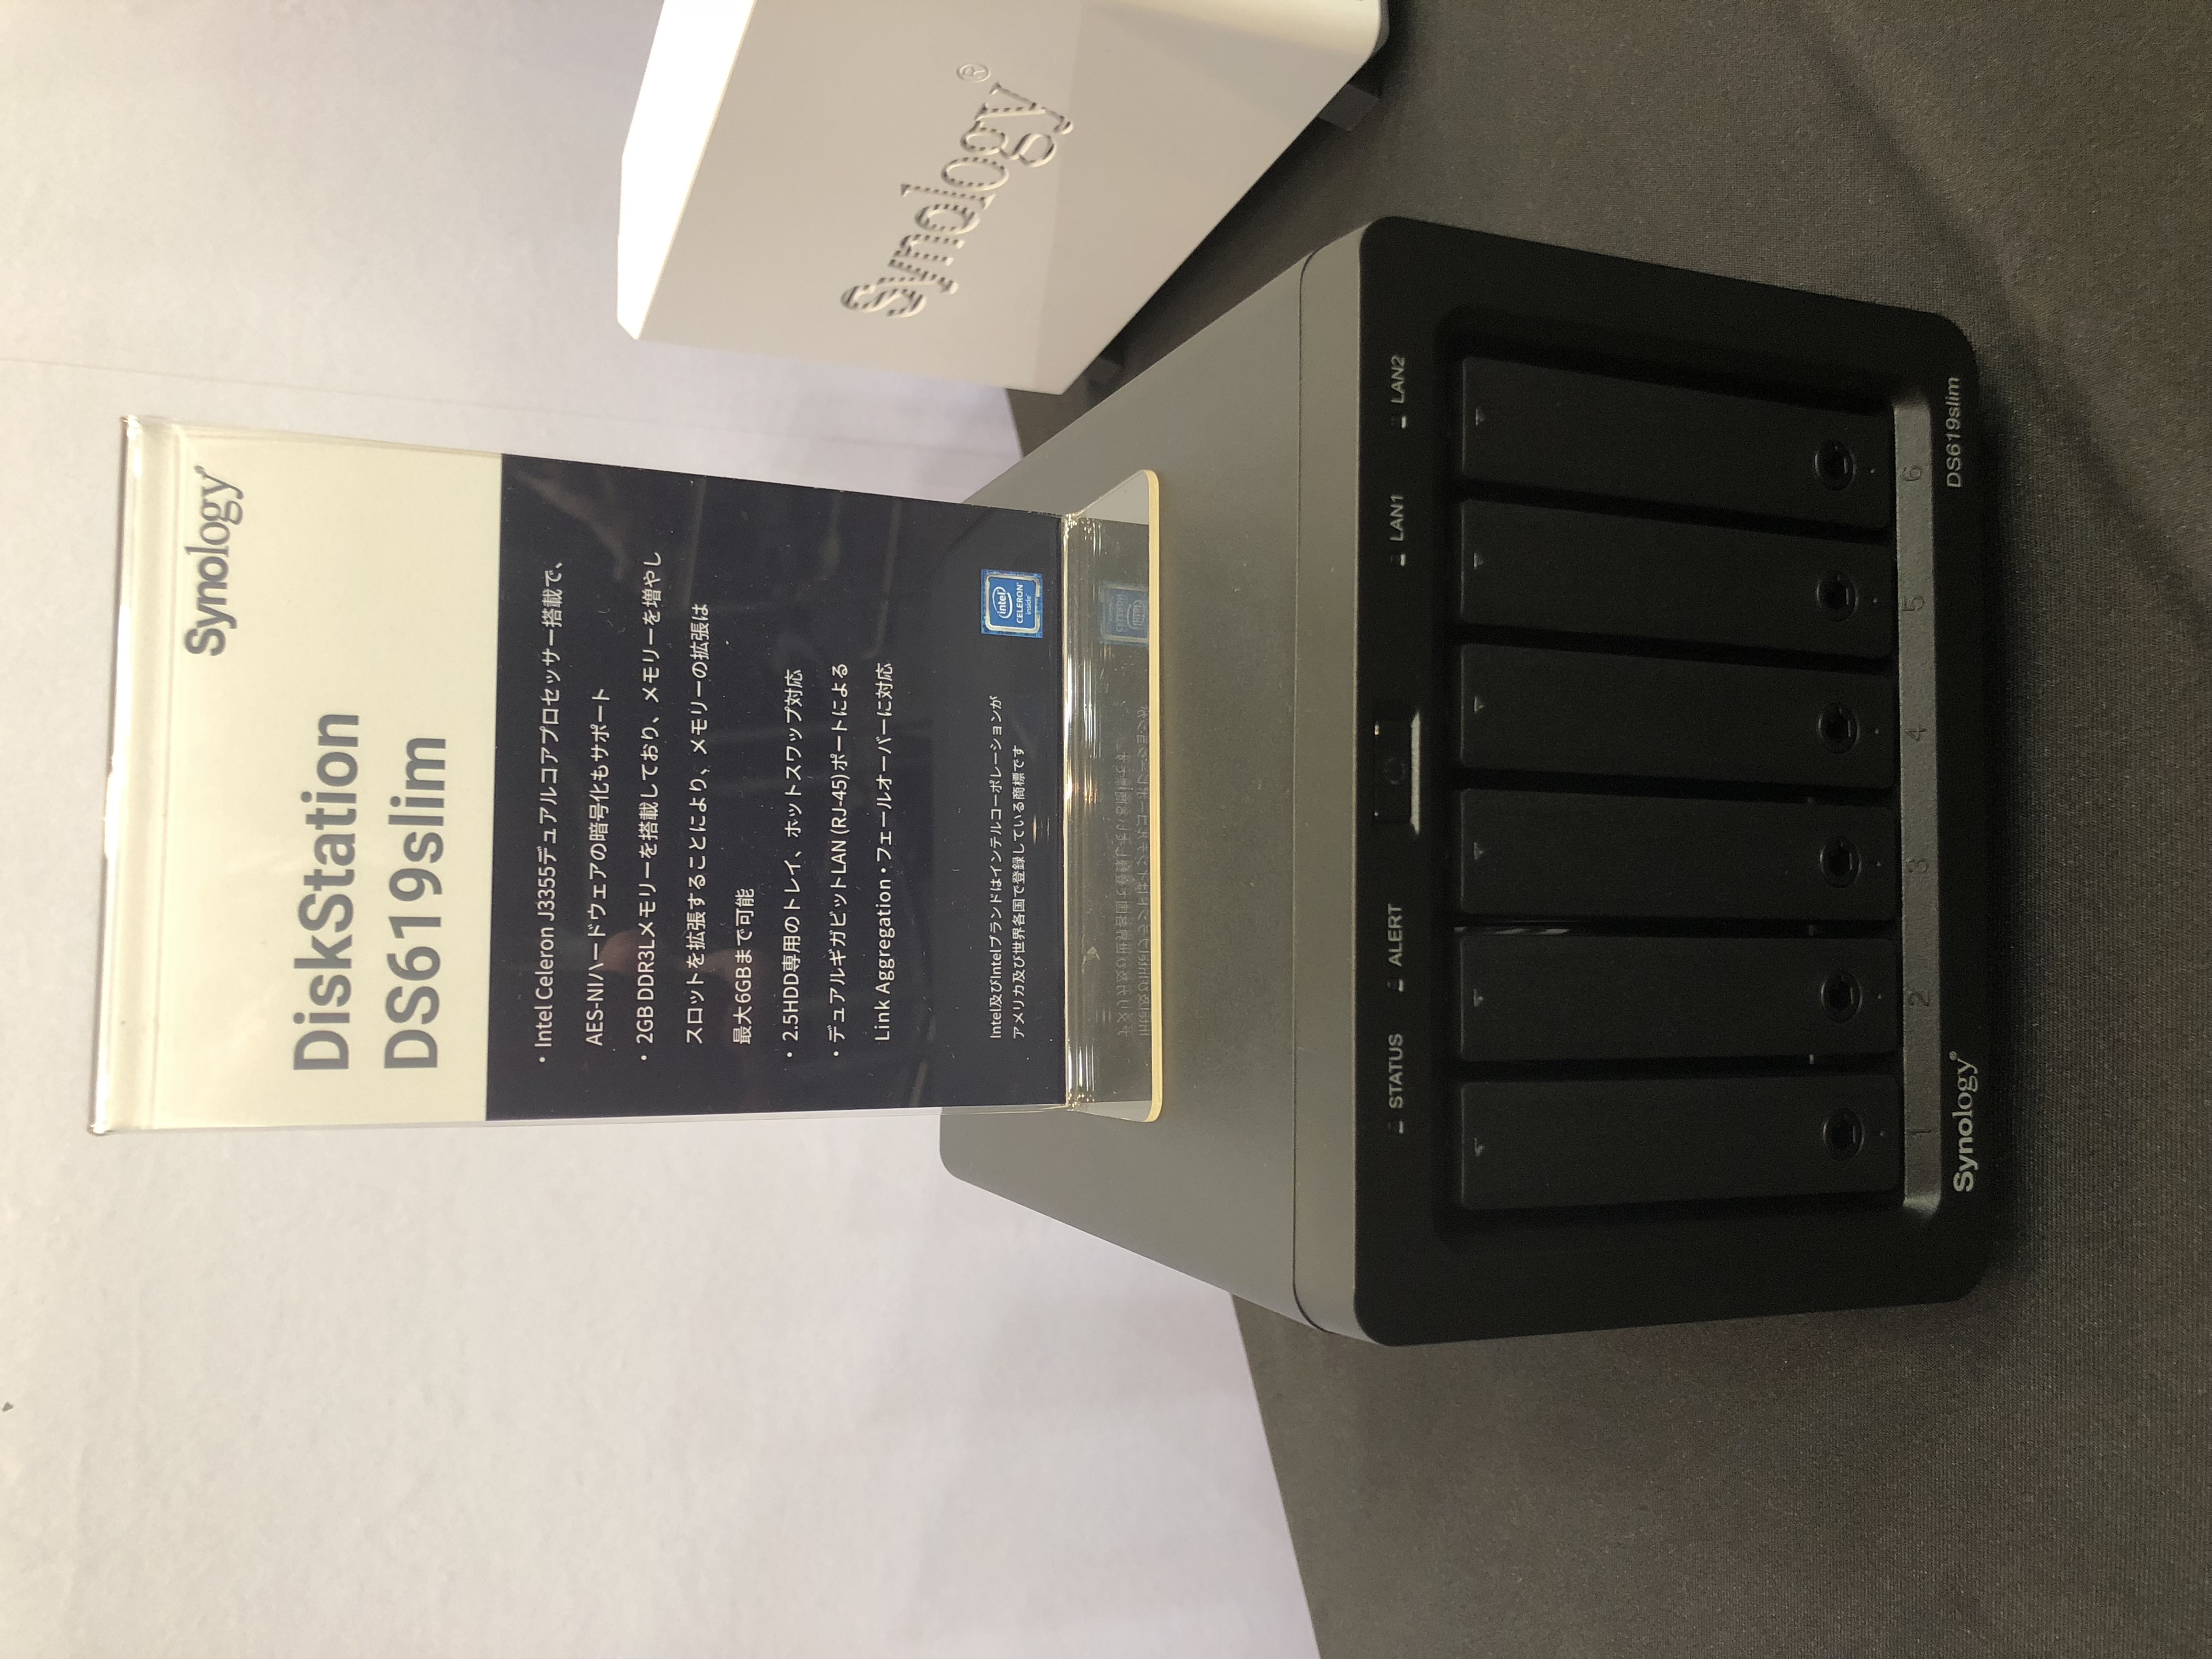 Synology
DiskStation
DS619slim
・Intel Celeron J3355デュアルコアプロセッサー搭載で、
AES-NIハードウェアの暗号化もサポート
・2GB DDR3Lメモリーを搭載しており、メモリーを増やし
スロットを拡張することにより、メモリーの拡張は
最大6GBまで可能
・2.5HDD専用のトレイ、ホットスワップ対応
・デュアルギガビットLAN (RJ-45)ポートによる
Link Aggregation・フェールオーバーに対応
Intel及びIntelブランドはインテルコーポレーションが
アメリカ及び世界各国で登録している商標です
intel
CELERON®
inside™
Synology®
STATUS ALERT LAN1 LAN2
1 2 3 4 5 6
Synology® DS619slim